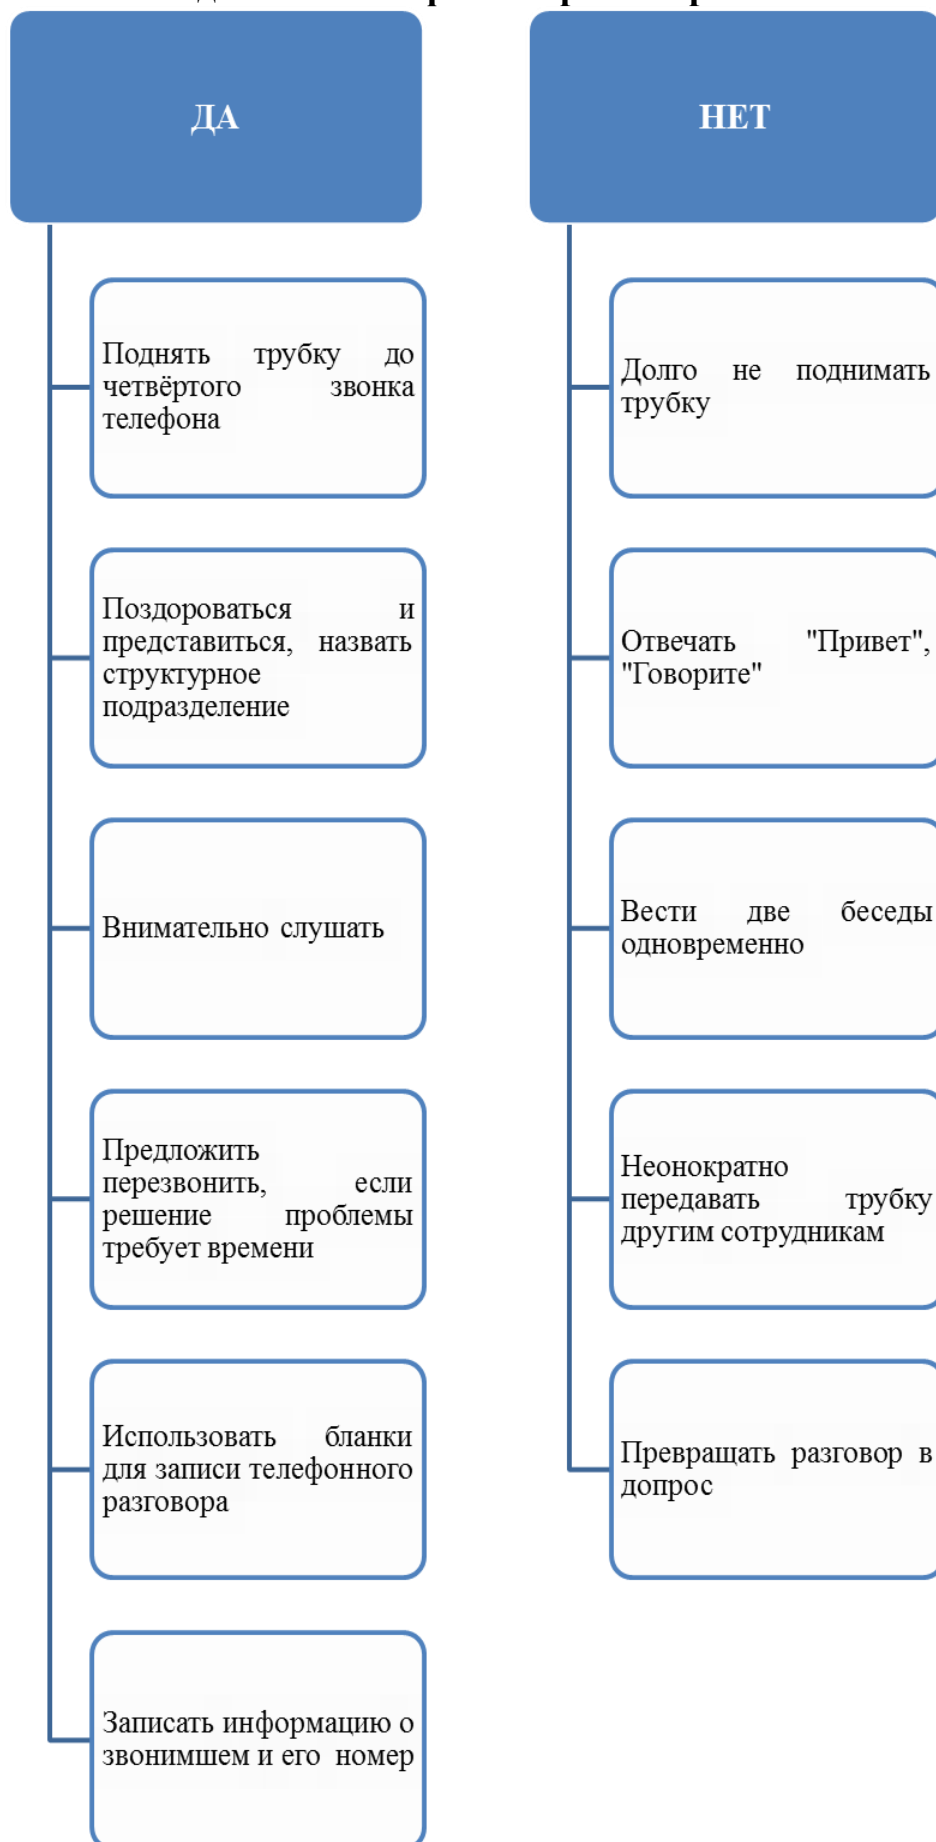 ДА
Поднять трубку до
четвёртого звонка
телефона
Поздороваться и
представиться, назвать
структурное
подразделение
Внимательно слушать
Предложить
перезвонить, если
решение проблемы
требует времени
Использовать бланки
для записи телефонного
разговора
Записать информацию о
звонимшем и его номер
НЕТ
Долго не поднимать
трубку
Отвечать "Привет",
"Говорите"
Вести две беседы
одновременно
Неонократно
передавать трубку
другим сотрудникам
Превращать разговор в
допрос